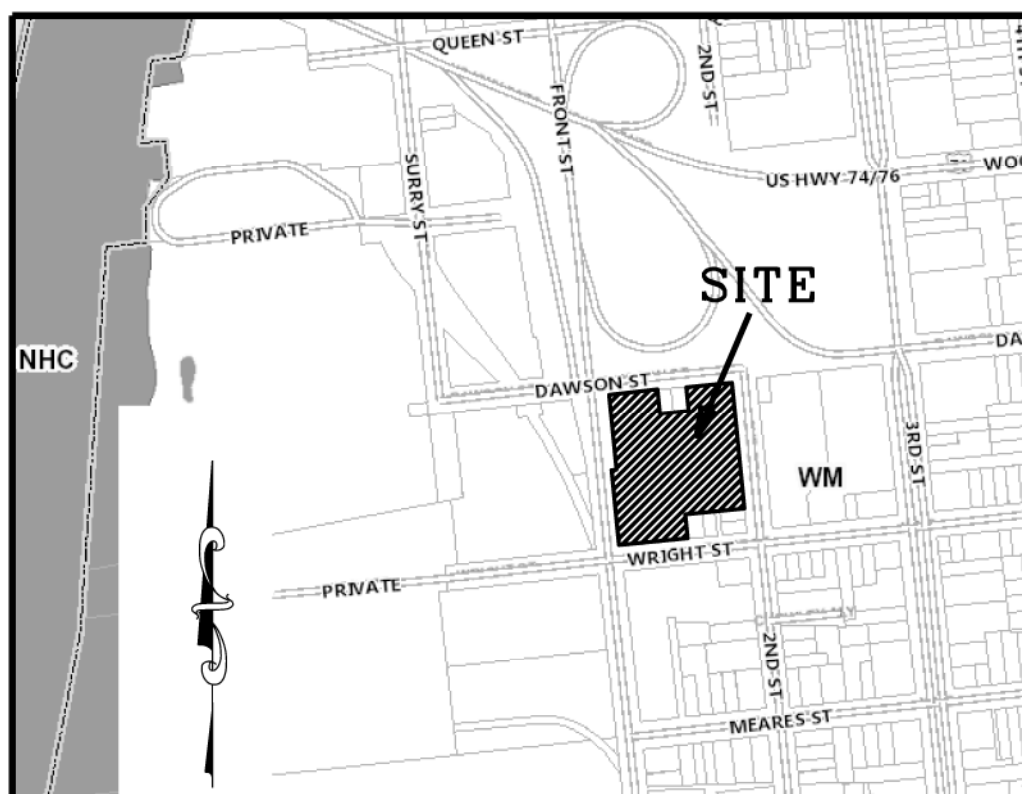 QUEEN ST
2ND ST
4TH S
FRONT ST
SURRY ST
US HWY 74/76
WOO
PRIVATE
SITE
NHC
DA
DAWSON ST
3RD ST
WM
WRIGHT ST
PRIVATE
2ND ST
MEARES ST